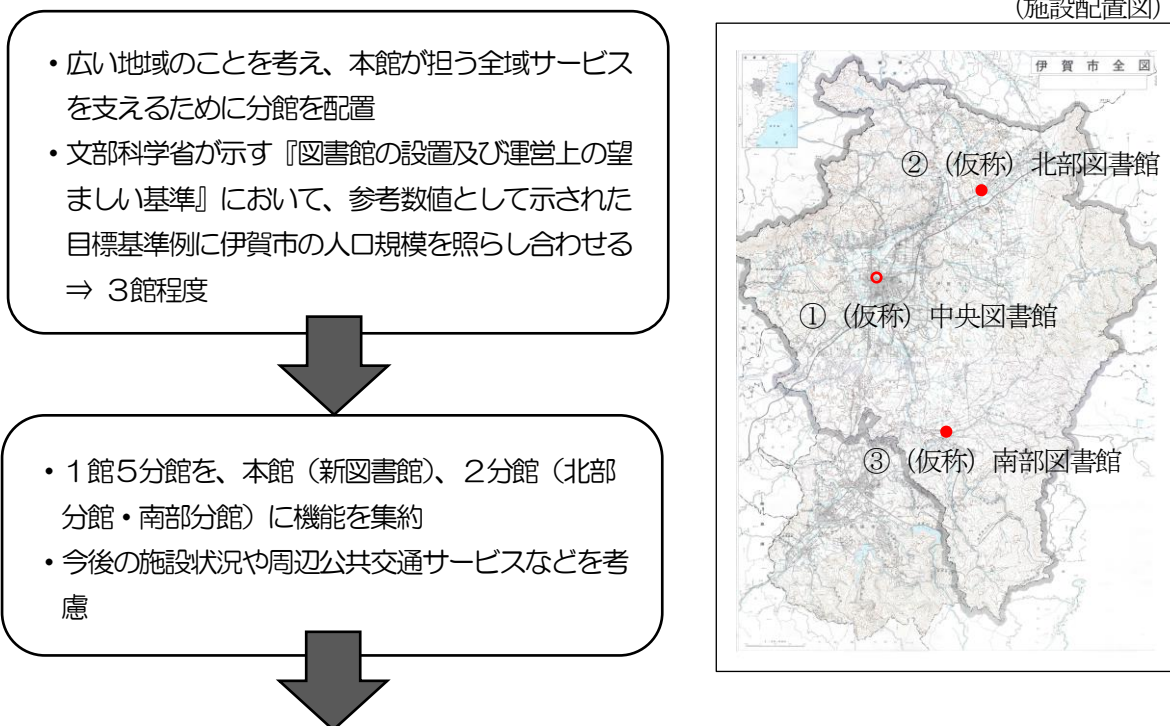 (施設配置図)
・広い地域のことを考え、本館が担う全域サービス
を支えるために分館を配置
・文部科学省が示す『図書館の設置及び運営上の望
ましい基準』において、参考数値として示された
目標基準例に伊賀市の人口規模を照らし合わせる
⇒ ３館程度
・１館５分館を、本館（新図書館）、２分館（北部
分館・南部分館）に機能を集約
・今後の施設状況や周辺公共交通サービスなどを考
慮
伊賀市全図
②（仮称）北部図書館
①（仮称）中央図書館
③（仮称）南部図書館